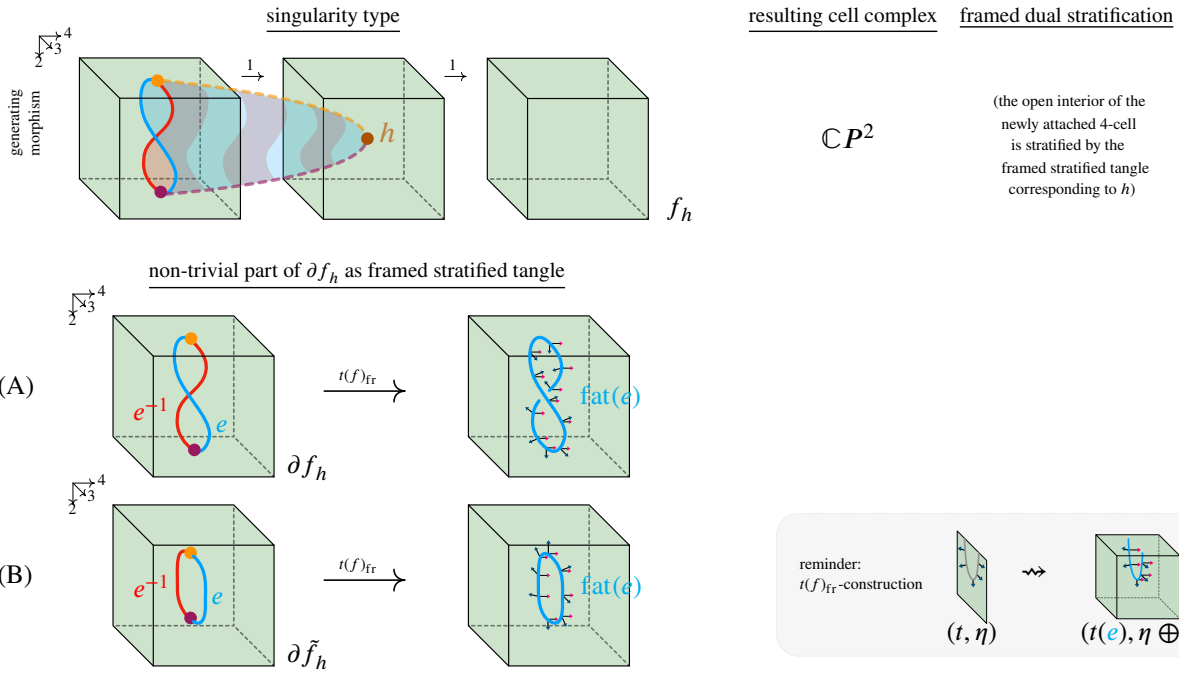 singularity type
resulting cell complex
framed dual stratification
4
3
2
generating
morphism
1
1
h
f_h
ℂP²
(the open interior of the
newly attached 4-cell
is stratified by the
framed stratified tangle
corresponding to h)
non-trivial part of ∂f_h as framed stratified tangle
4
3
2
(A)
e⁻¹
e
∂f_h
t(f)_fr
fat(e)
4
3
2
(B)
e⁻¹
e
∂f̃_h
t(f)_fr
fat(e)
reminder:
t(f)_fr-construction
⇝
(t, η)
(t(e), η ⊕